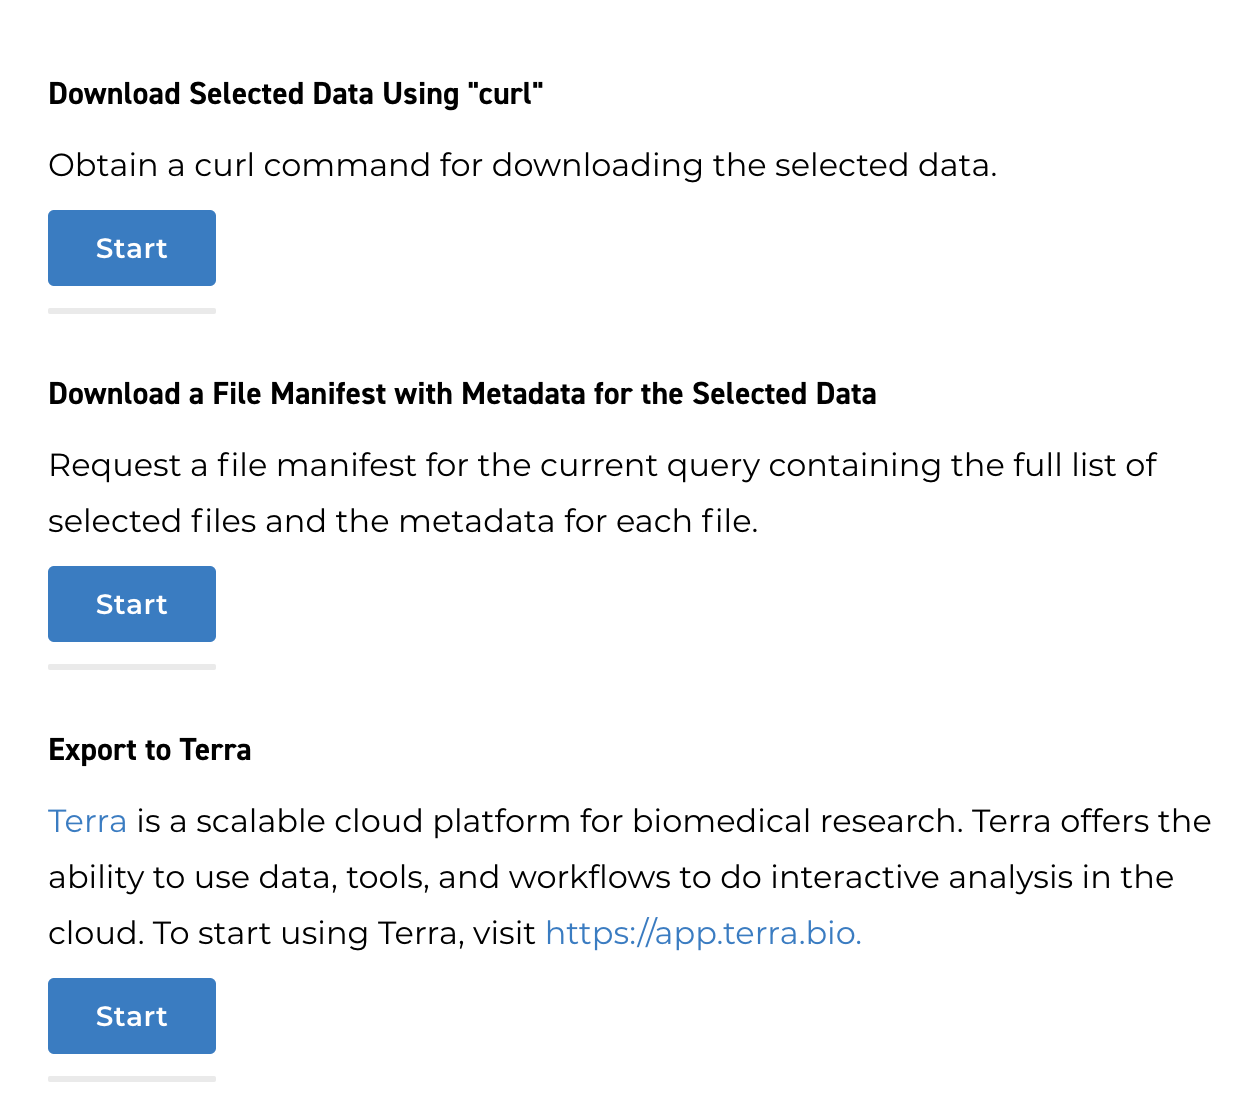 Download Selected Data Using "curl"
Obtain a curl command for downloading the selected data.
Start
Download a File Manifest with Metadata for the Selected Data
Request a file manifest for the current query containing the full list of
selected files and the metadata for each file.
Start
Export to Terra
Terra is a scalable cloud platform for biomedical research. Terra offers the
ability to use data, tools, and workflows to do interactive analysis in the
cloud. To start using Terra, visit https://app.terra.bio.
Start